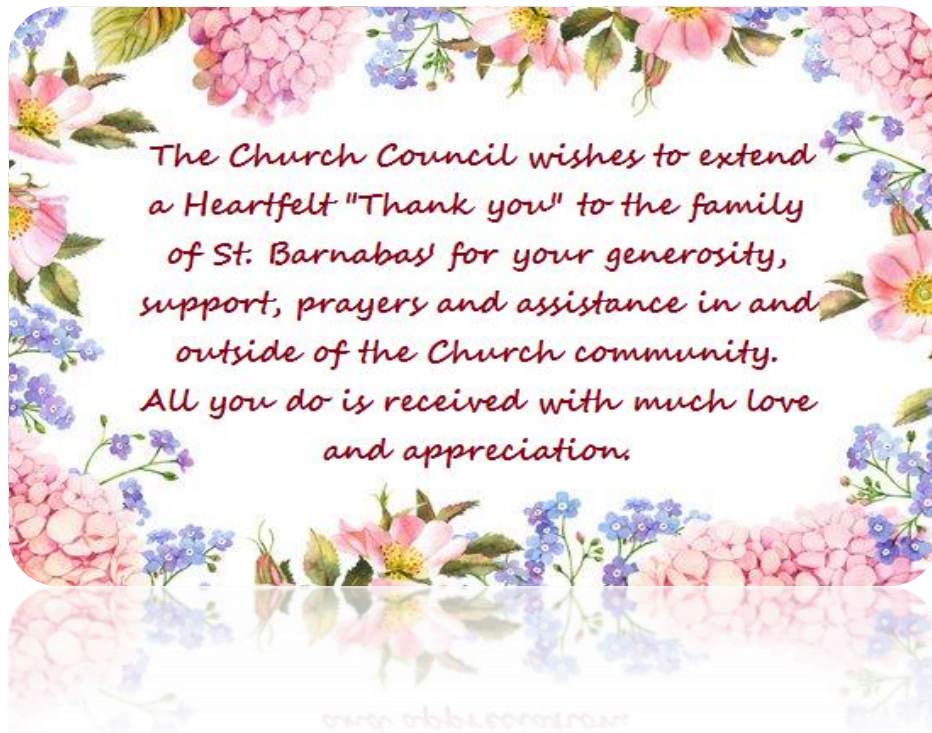 The Church Council wishes to extend
a Heartfelt "Thank you" to the family
of St. Barnabas' for your generosity,
support, prayers and assistance in and
outside of the Church community.
All you do is received with much love
and appreciation.